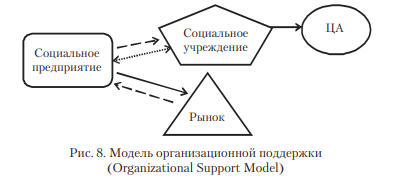 Социальное
предприятие
Социальное
учреждение
ЦА
Рынок
Рис. 8. Модель организационной поддержки
(Organizational Support Model)